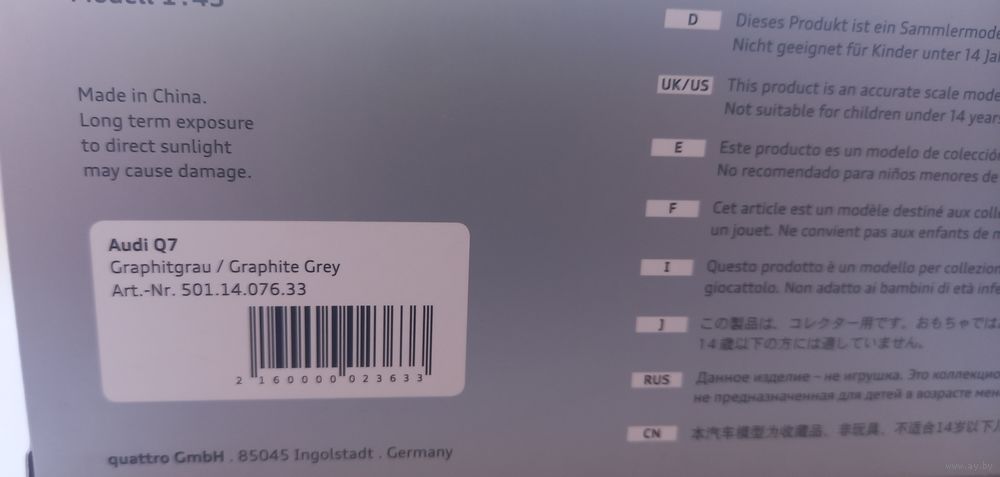 Modell 1:43
Made in China.
Long term exposure
to direct sunlight
may cause damage.
Audi Q7
Graphitgrau / Graphite Grey
Art.-Nr. 501.14.076.33
2 160000 023633
quattro GmbH . 85045 Ingolstadt . Germany
D
Dieses Produkt ist ein Sammlermode
Nicht geeignet für Kinder unter 14 Ja
UK/US
This product is an accurate scale mode
Not suitable for children under 14 year
E
Este producto es un modelo de colecció
No recomendado para niños menores de
F
Cet article est un modèle destiné aux coll
un jouet. Ne convient pas aux enfants de m
I
Questo prodotto è un modello per collezion
giocattolo. Non adatto ai bambini di età infe
J
この製品は、コレクター用です。おもちゃでは
14歳以下の方には適していません。
RUS
Данное изделие – не игрушка. Это коллекцио
не предназначенная для детей в возрасте мен
CN
本汽车模型为收藏品、非玩具、不适合14岁以下
www.ay.by